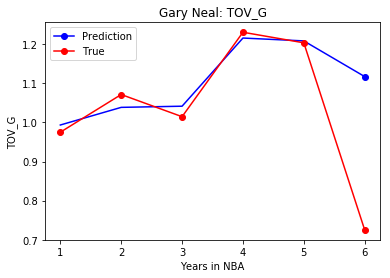 Gary Neal: TOV_G
Prediction
True
1.2
1.1
1.0
0.9
0.8
0.7
TOV_G
1
2
3
4
5
6
Years in NBA